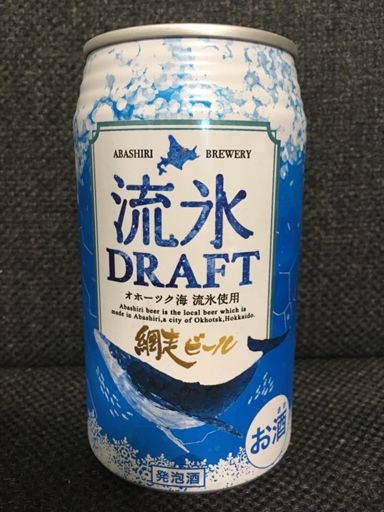 ABASHIRI BREWERY
流氷
DRAFT
オホーツク海 流氷使用
Abashiri beer is the local beer which is
made in Abashiri,a city of Okhotsk,Hokkaido.
網走ビール
お酒
発泡酒